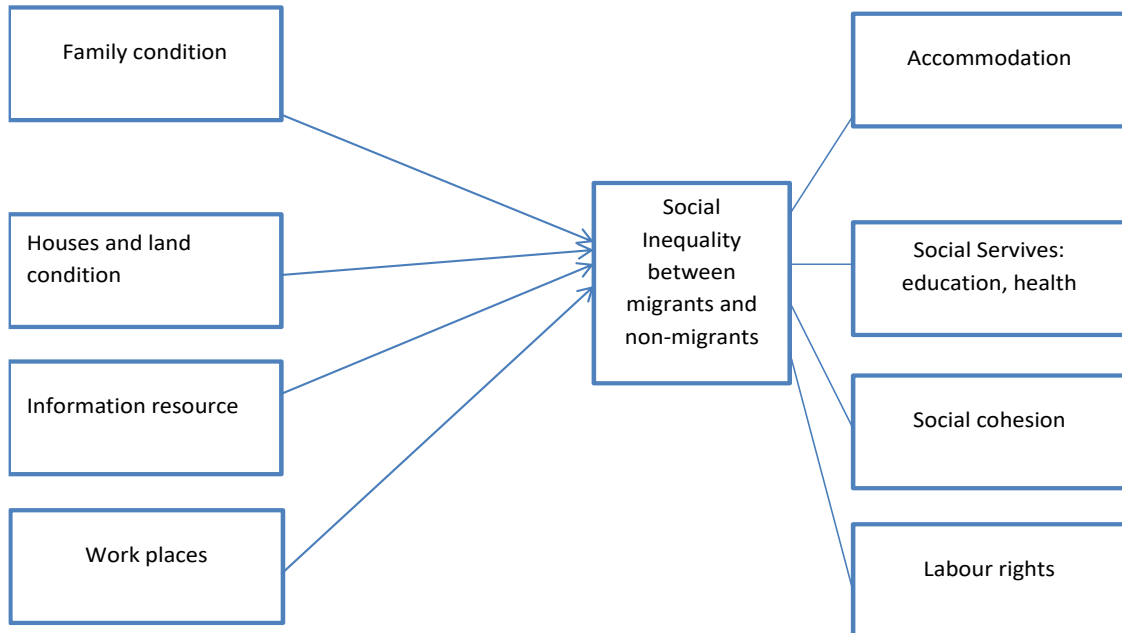 Family condition
Houses and land
condition
Information resource
Work places
Social
Inequality
between
migrants and
non-migrants
Accommodation
Social Servives:
education, health
Social cohesion
Labour rights